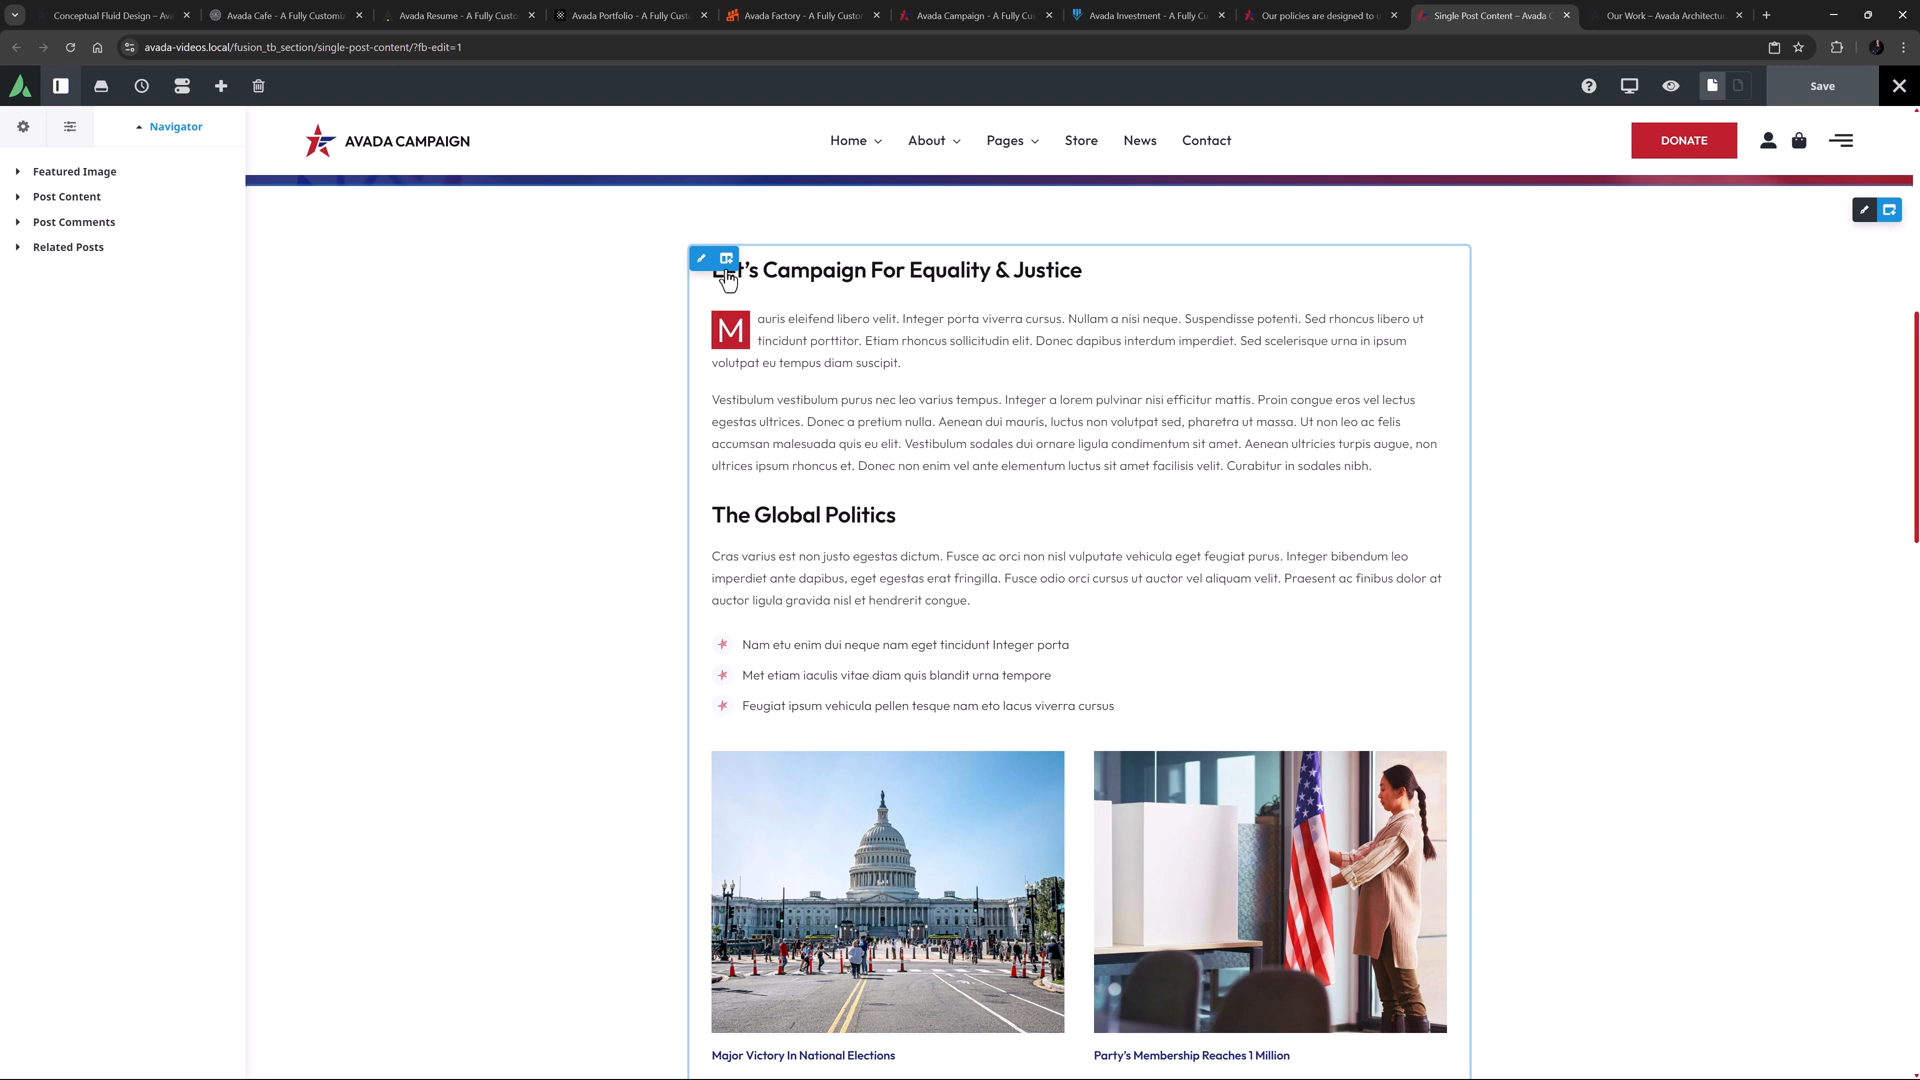 Conceptual Fluid Design – Av
Avada Cafe - A Fully Customiz
Avada Resume - A Fully Custo
Avada Portfolio - A Fully Cust
Avada Factory - A Fully Custor
Avada Campaign - A Fully Cu
Avada Investment - A Fully C
Our policies are designed to u
Single Post Content – Avada C
Our Work – Avada Architectu
avada-videos.local/fusion_tb_section/single-post-content/?fb-edit=1
Save
Navigator
Featured Image
Post Content
Post Comments
Related Posts
AVADA CAMPAIGN
Home
About
Pages
Store
News
Contact
DONATE
Let's Campaign For Equality & Justice
Mauris eleifend libero velit. Integer porta viverra cursus. Nullam a nisi neque. Suspendisse potenti. Sed rhoncus libero ut
tincidunt porttitor. Etiam rhoncus sollicitudin elit. Donec dapibus interdum imperdiet. Sed scelerisque urna in ipsum
volutpat eu tempus diam suscipit.
Vestibulum vestibulum purus nec leo varius tempus. Integer a lorem pulvinar nisi efficitur mattis. Proin congue eros vel lectus
egestas ultrices. Donec a pretium nulla. Aenean dui mauris, luctus non volutpat sed, pharetra ut massa. Ut non leo ac felis
accumsan malesuada quis eu elit. Vestibulum sodales dui ornare ligula condimentum sit amet. Aenean ultricies turpis augue, non
ultrices ipsum rhoncus et. Donec non enim vel ante elementum luctus sit amet facilisis velit. Curabitur in sodales nibh.
The Global Politics
Cras varius est non justo egestas dictum. Fusce ac orci non nisl vulputate vehicula eget feugiat purus. Integer bibendum leo
imperdiet ante dapibus, eget egestas erat fringilla. Fusce odio orci cursus ut auctor vel aliquam velit. Praesent ac finibus dolor at
auctor ligula gravida nisl et hendrerit congue.
Nam etu enim dui neque nam eget tincidunt Integer porta
Met etiam iaculis vitae diam quis blandit urna tempore
Feugiat ipsum vehicula pellen tesque nam eto lacus viverra cursus
Major Victory In National Elections
Party's Membership Reaches 1 Million